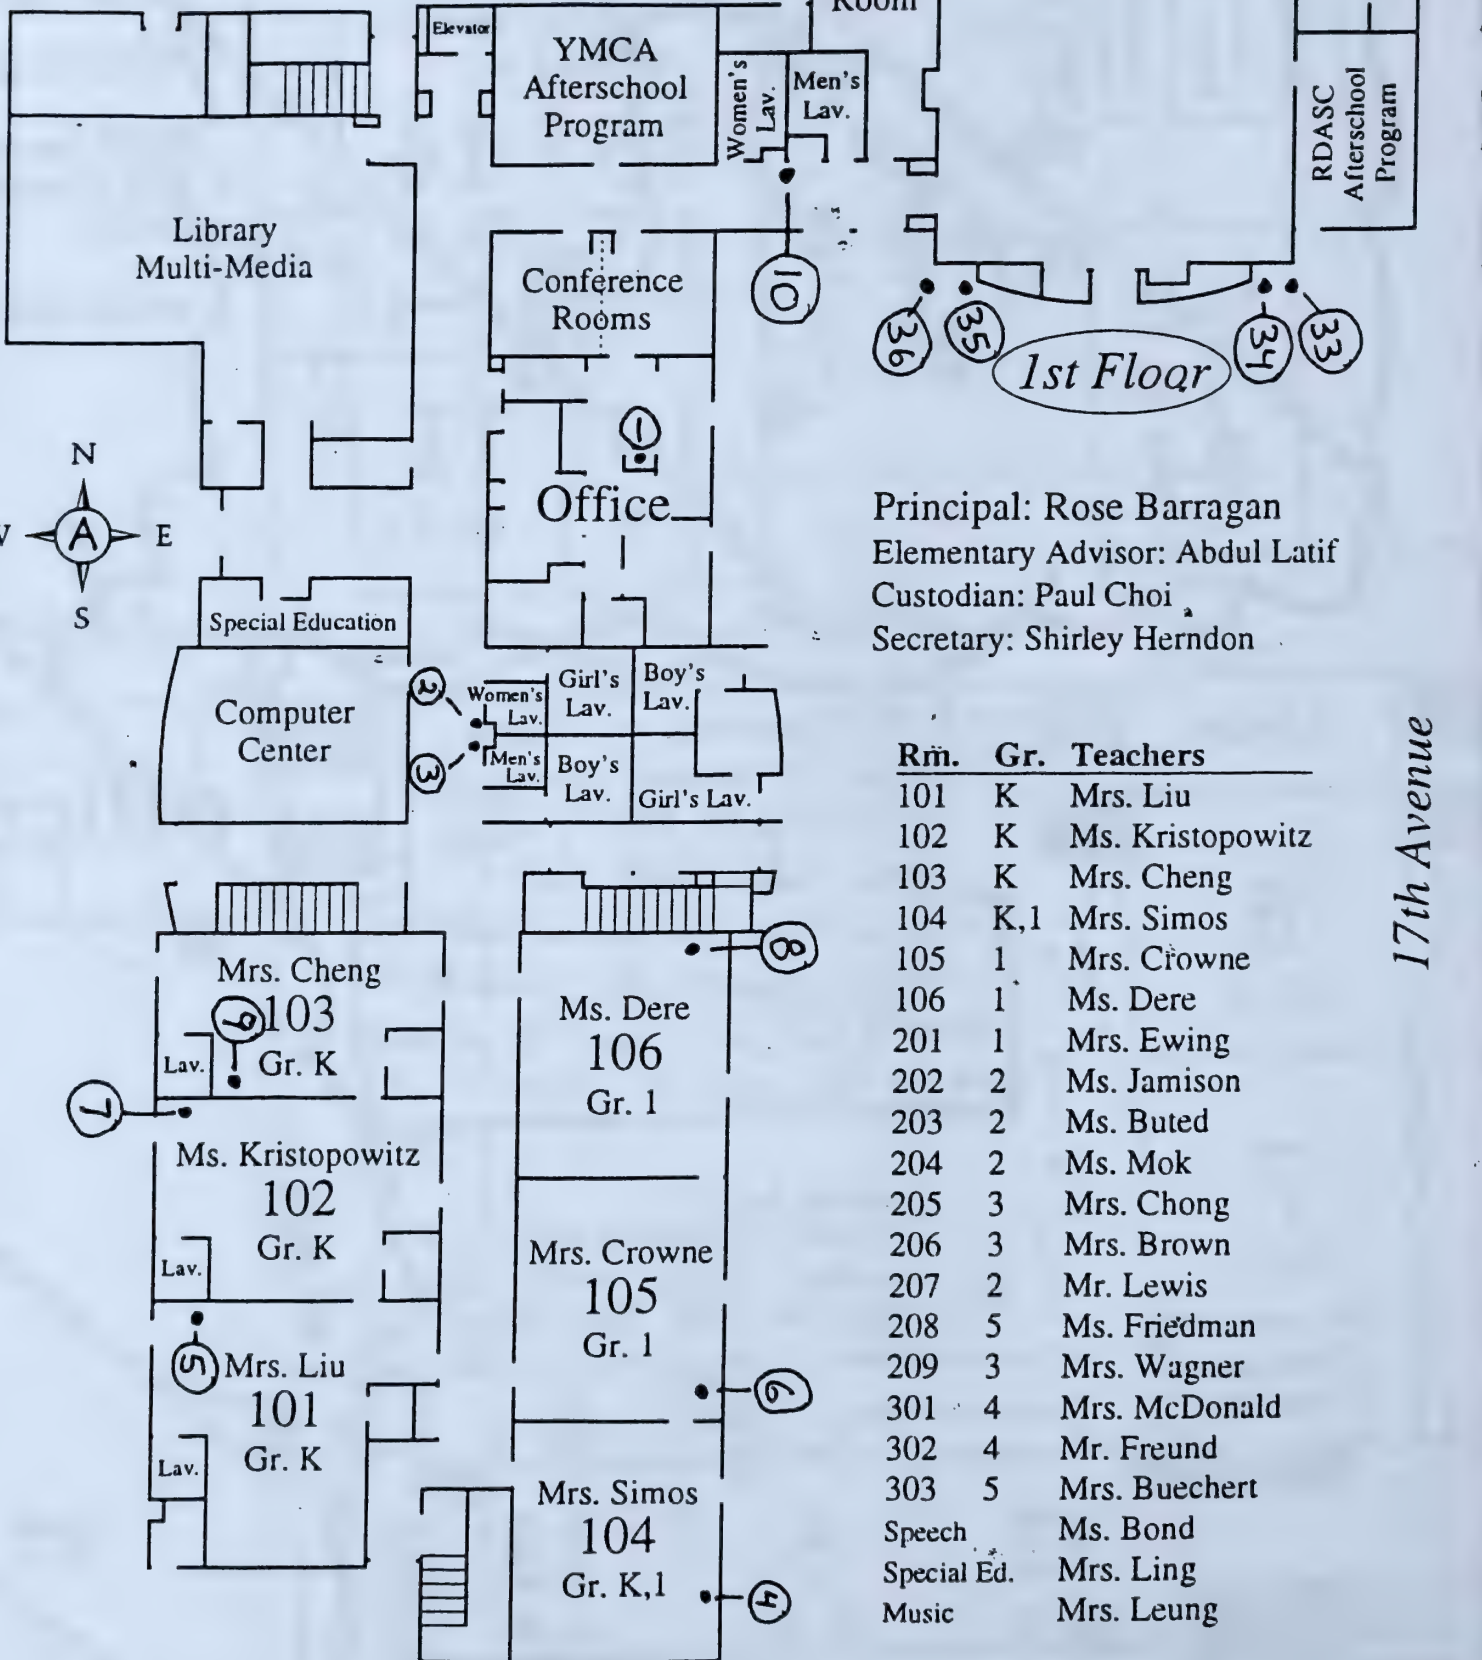 Room
Elevator
YMCA
Afterschool
Program
Women's
Lav.
Men's
Lav.
RDASC
Afterschool
Program
Library
Multi-Media
Conference
Rooms
10
36
35
34
33
1st Floor
1
Office
N
A
E
S
Principal: Rose Barragan
Elementary Advisor: Abdul Latif
Custodian: Paul Choi
Secretary: Shirley Herndon
Special Education
Computer
Center
2
3
Women's
Lav.
Men's
Lav.
Girl's
Lav.
Boy's
Lav.
Boy's
Lav.
Girl's Lav.
17th Avenue
Rm. Gr. Teachers
101 K Mrs. Liu
102 K Ms. Kristopowitz
103 K Mrs. Cheng
104 K,1 Mrs. Simos
105 1 Mrs. Crowne
106 1 Ms. Dere
201 1 Mrs. Ewing
202 2 Ms. Jamison
203 2 Ms. Buted
204 2 Ms. Mok
205 3 Mrs. Chong
206 3 Mrs. Brown
207 2 Mr. Lewis
208 5 Ms. Friedman
209 3 Mrs. Wagner
301 4 Mrs. McDonald
302 4 Mr. Freund
303 5 Mrs. Buechert
Speech Ms. Bond
Special Ed. Mrs. Ling
Music Mrs. Leung
Mrs. Cheng
103
Gr. K
9
Lav.
7
Ms. Kristopowitz
102
Gr. K
Lav.
5
Mrs. Liu
101
Gr. K
Lav.
8
Ms. Dere
106
Gr. 1
Mrs. Crowne
105
Gr. 1
6
Mrs. Simos
104
Gr. K,1
4